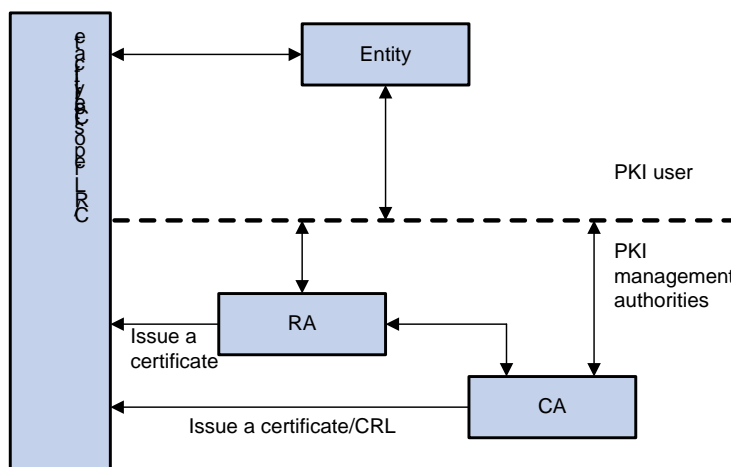 Entity
PKI user
PKI
management
authorities
RA
Issue a
certificate
CA
Issue a certificate/CRL